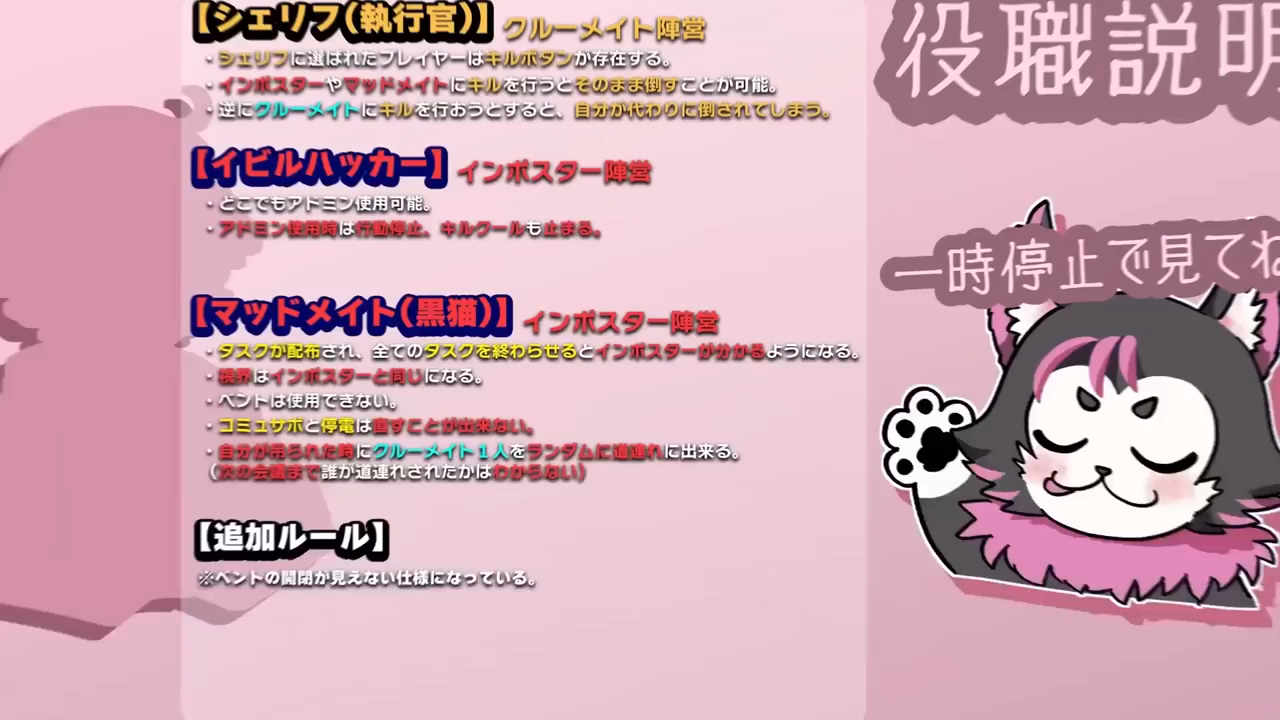 【シェリフ(執行官)】 クルーメイト陣営
・シェリフに選ばれたプレイヤーはキルボタンが存在する。
・インポスターやマッドメイトにキルを行うとそのまま倒すことが可能。
・逆にクルーメイトにキルを行おうとすると、自分が代わりに倒されてしまう。
【イビルハッカー】 インポスター陣営
・どこでもアドミン使用可能。
・アドミン使用時は行動停止、キルクールも止まる。
【マッドメイト(黒猫)】 インポスター陣営
・タスクが配布され、全てのタスクを終わらせるとインポスターが分かるようになる。
・視界はインポスターと同じになる。
・ベントは使用できない。
・コミュサボと停電は直すことが出来ない。
・自分が吊られた時にクルーメイト1人をランダムに道連れに出来る。
(次の会議まで誰が道連れされたかはわからない)
【追加ルール】
※ベントの開閉が見えない仕様になっている。
役職説明
一時停止で見てね